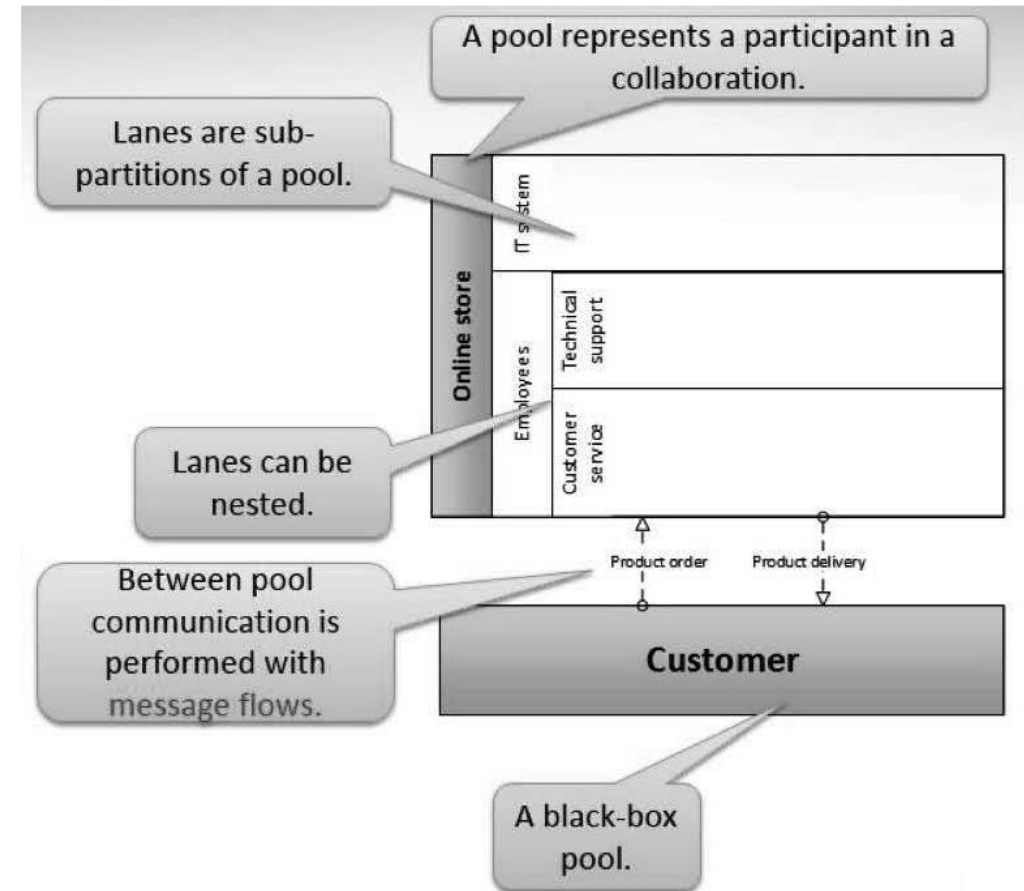 A pool represents a participant in a
collaboration.
Lanes are sub-
partitions of a pool.
Online store
IT system
Employees
Technical
support
Customer
service
Lanes can be
nested.
Between pool
communication is
performed with
message flows.
Product order
Product delivery
Customer
A black-box
pool.